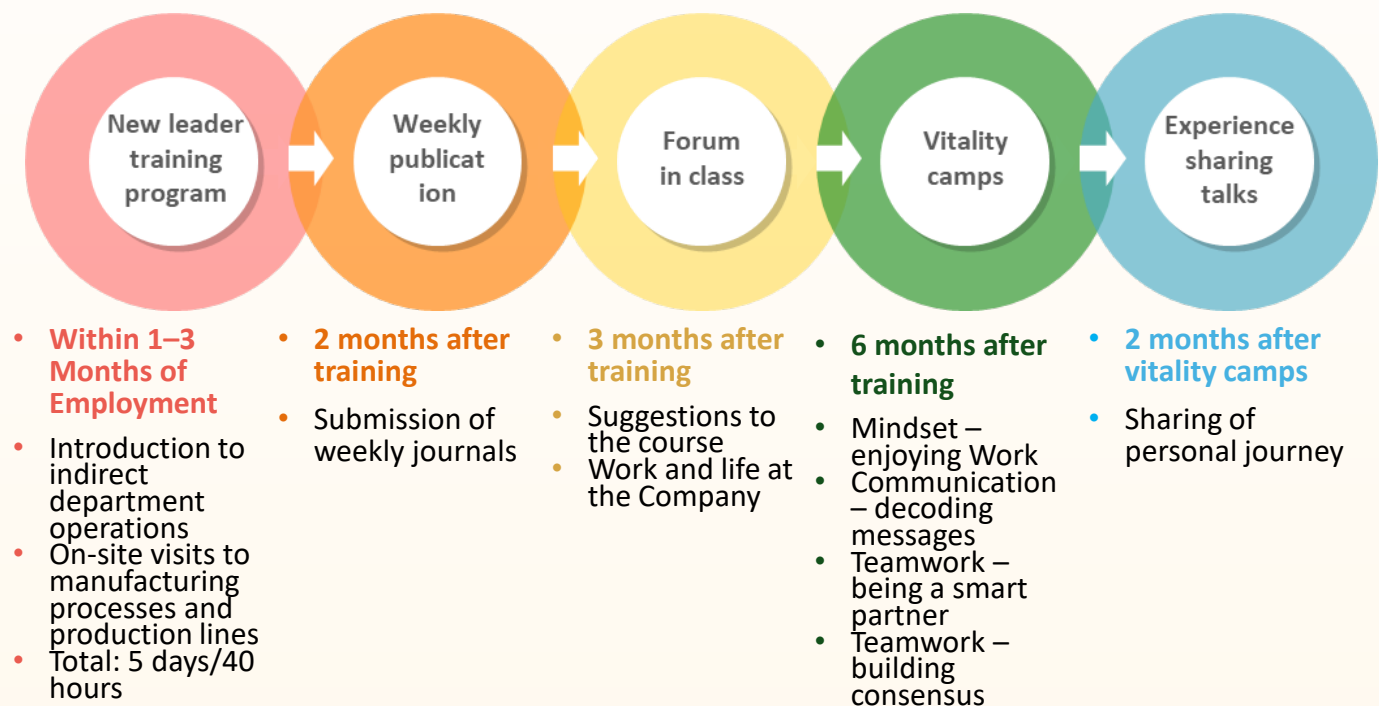 New leader
training
program
Weekly
publicat
ion
Forum
in class
Vitality
camps
Experience
sharing
talks
• Within 1–3
Months of
Employment
• Introduction to
indirect
department
operations
• On-site visits to
manufacturing
processes and
production lines
• Total: 5 days/40
hours
• 2 months after
training
• Submission of
weekly journals
• 3 months after
training
• Suggestions to
the course
• Work and life at
the Company
• 6 months after
training
• Mindset –
enjoying Work
• Communication
– decoding
messages
• Teamwork –
being a smart
partner
• Teamwork –
building
consensus
• 2 months after
vitality camps
• Sharing of
personal journey